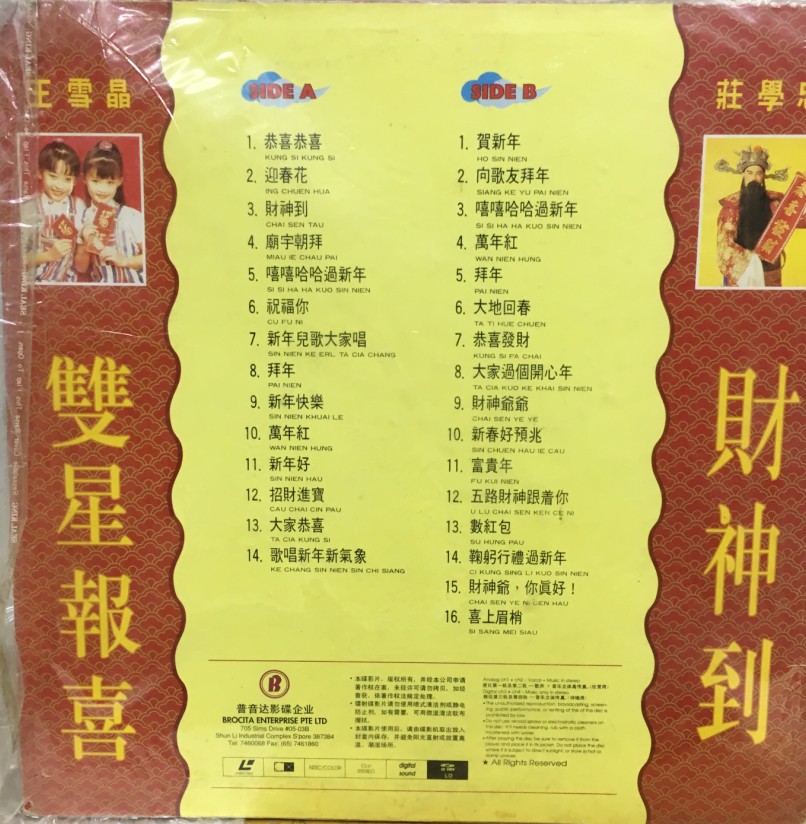 王雪晶
雙星報喜
SIDE A
1. 恭喜恭喜
KUNG SI KUNG SI
2. 迎春花
ING CHUEN HUA
3. 財神到
CHAI SEN TAU
4. 廟宇朝拜
MIAU IE CHAU PAI
5. 嘻嘻哈哈過新年
SI SI HA HA KUO SIN NIEN
6. 祝福你
CU FU NI
7. 新年兒歌大家唱
SIN NIEN KE ERL TA CIA CHANG
8. 拜年
PAI NIEN
9. 新年快樂
SIN NIEN KHUAI LE
10. 萬年紅
WAN NIEN HUNG
11. 新年好
SIN NIEN HAU
12. 招財進寶
CAU CHAI CIN PAU
13. 大家恭喜
TA CIA KUNG SI
14. 歌唱新年新氣象
KE CHANG SIN NIEN SIN CHI SIANG
SIDE B
1. 賀新年
HO SIN NIEN
2. 向歌友拜年
SIANG KE YU PAI NIEN
3. 嘻嘻哈哈過新年
SI SI HA HA KUO SIN NIEN
4. 萬年紅
WAN NIEN HUNG
5. 拜年
PAI NIEN
6. 大地回春
TA TI HUE CHUEN
7. 恭喜發財
KUNG SI FA CHAI
8. 大家過個開心年
TA CIA KUO KE KHAI SIN NIEN
9. 財神爺爺
CHAI SEN YE YE
10. 新春好預兆
SIN CHUEN HAU IE CAU
11. 富貴年
FU KUI NIEN
12. 五路財神跟着你
U LU CHAI SEN KEN CE NI
13. 數紅包
SU HUNG PAU
14. 鞠躬行禮過新年
CI KUNG SING LI KUO SIN NIEN
15. 財神爺，你眞好！
CHAI SEN YE NI CEN HAU
16. 喜上眉梢
SI SANG MEI SIAU
莊學忠
財神到
B
普音达影碟企业
BROCITA ENTERPRISE PTE LTD
705 Sims Drive #05-03B
Shun Li Industrial Complex S'pore 387384
Tel: 7460068 Fax: (65) 7461860
NTSC/COLOR
STEREO
digital
sound
★ All Rights Reserved